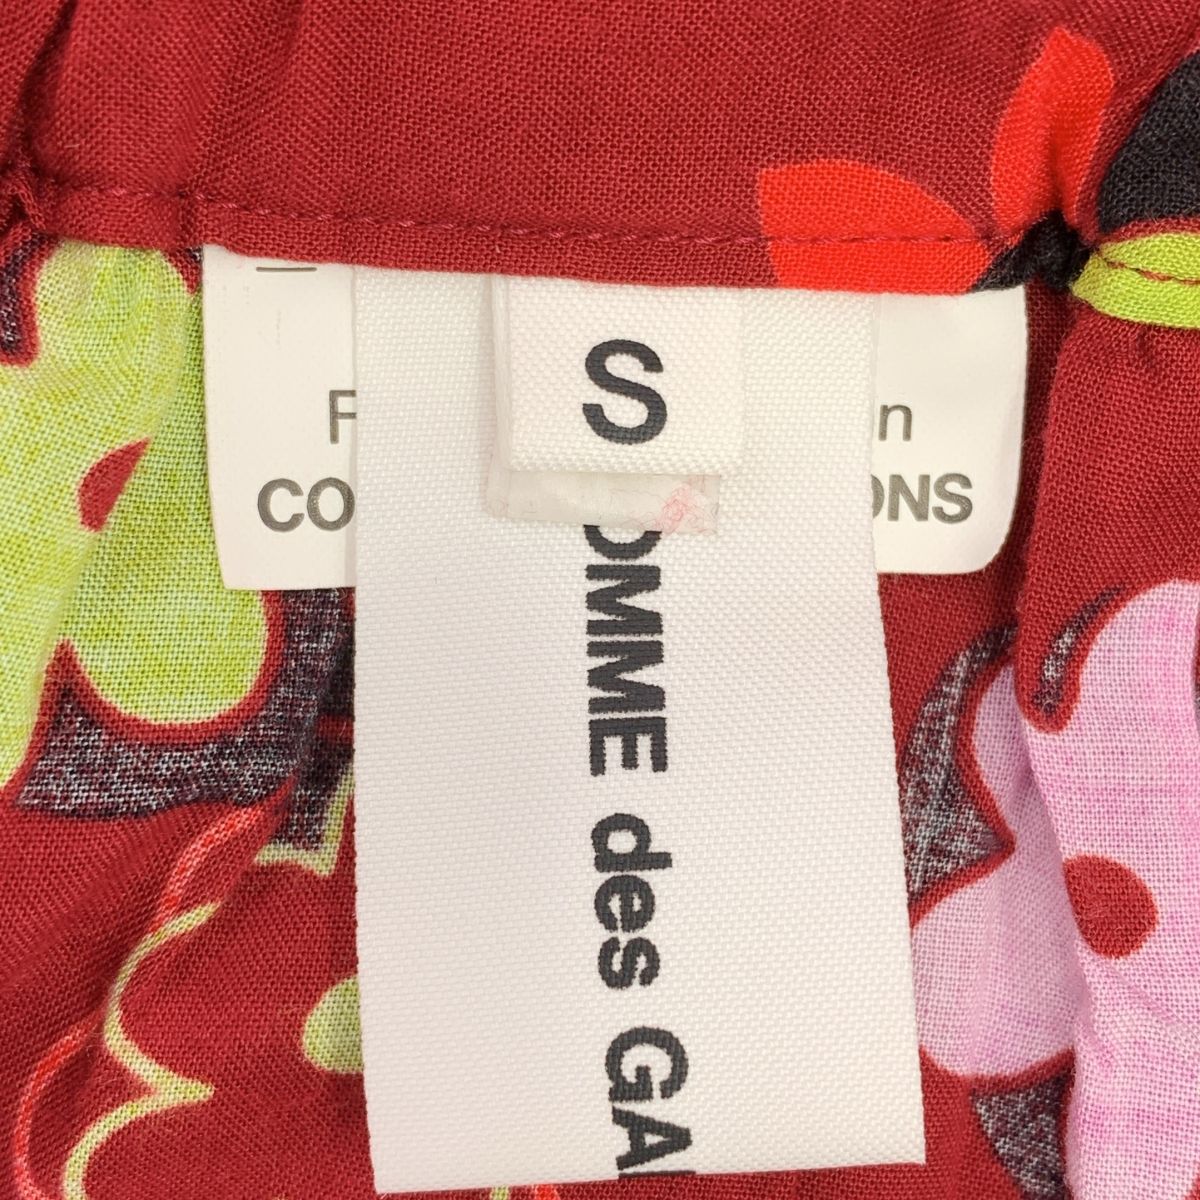 S
OMME des GA
F n
CO ONS